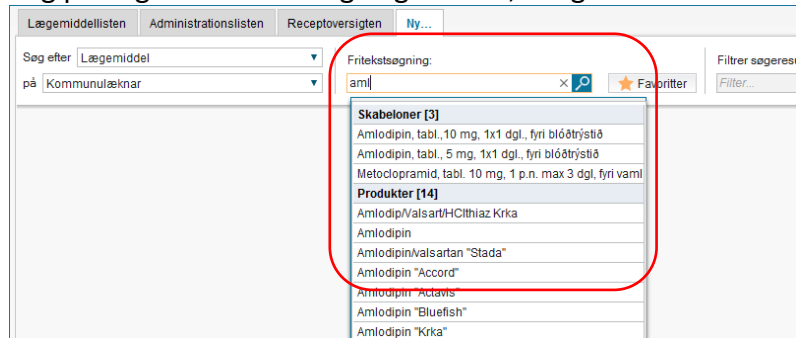 Lægemiddellisten Administrationslisten Receptoversigten Ny...
Søg efter Lægemiddel Fritekstsøgning: Filtrer søgeresu
på Kommunulæknar aml Favoritter Filter...
Skabeloner [3]
Amlodipin, tabl.,10 mg, 1x1 dgl., fyri blóðtrýstið
Amlodipin, tabl., 5 mg, 1x1 dgl., fyri blóðtrýstið
Metoclopramid, tabl. 10 mg, 1 p.n. max 3 dgl, fyri vaml
Produkter [14]
Amlodip/Valsart/HClthiaz Krka
Amlodipin
Amlodipin/valsartan "Stada"
Amlodipin "Accord"
Amlodipin "Actavis"
Amlodipin "Bluefish"
Amlodipin "Krka"